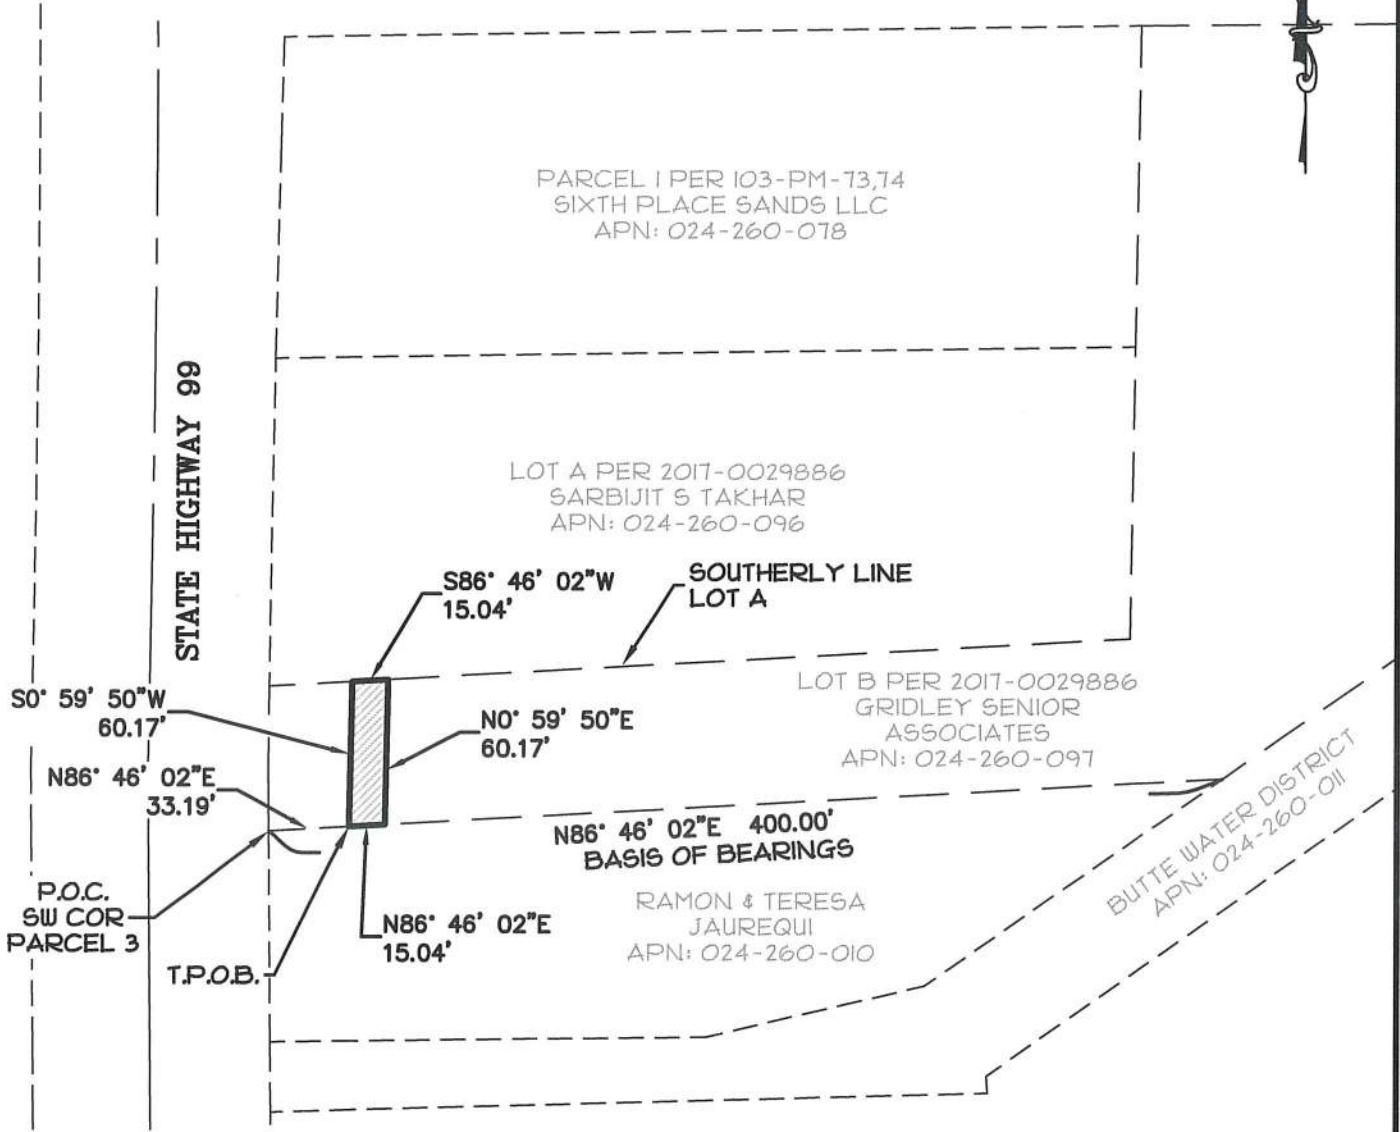 PARCEL 1 PER 103-PM-73,74
SIXTH PLACE SANDS LLC
APN: 024-260-078
STATE HIGHWAY 99
LOT A PER 2017-0029886
SARBIJIT S TAKHAR
APN: 024-260-096
S86° 46' 02"W
15.04'
SOUTHERLY LINE
LOT A
S0° 59' 50"W
60.17'
N0° 59' 50"E
60.17'
LOT B PER 2017-0029886
GRIDLEY SENIOR
ASSOCIATES
APN: 024-260-097
N86° 46' 02"E
33.19'
N86° 46' 02"E 400.00'
BASIS OF BEARINGS
BUTTE WATER DISTRICT
APN: 024-260-011
P.O.C.
SW COR
PARCEL 3
N86° 46' 02"E
15.04'
RAMON & TERESA
JAUREQUI
APN: 024-260-010
T.P.O.B.